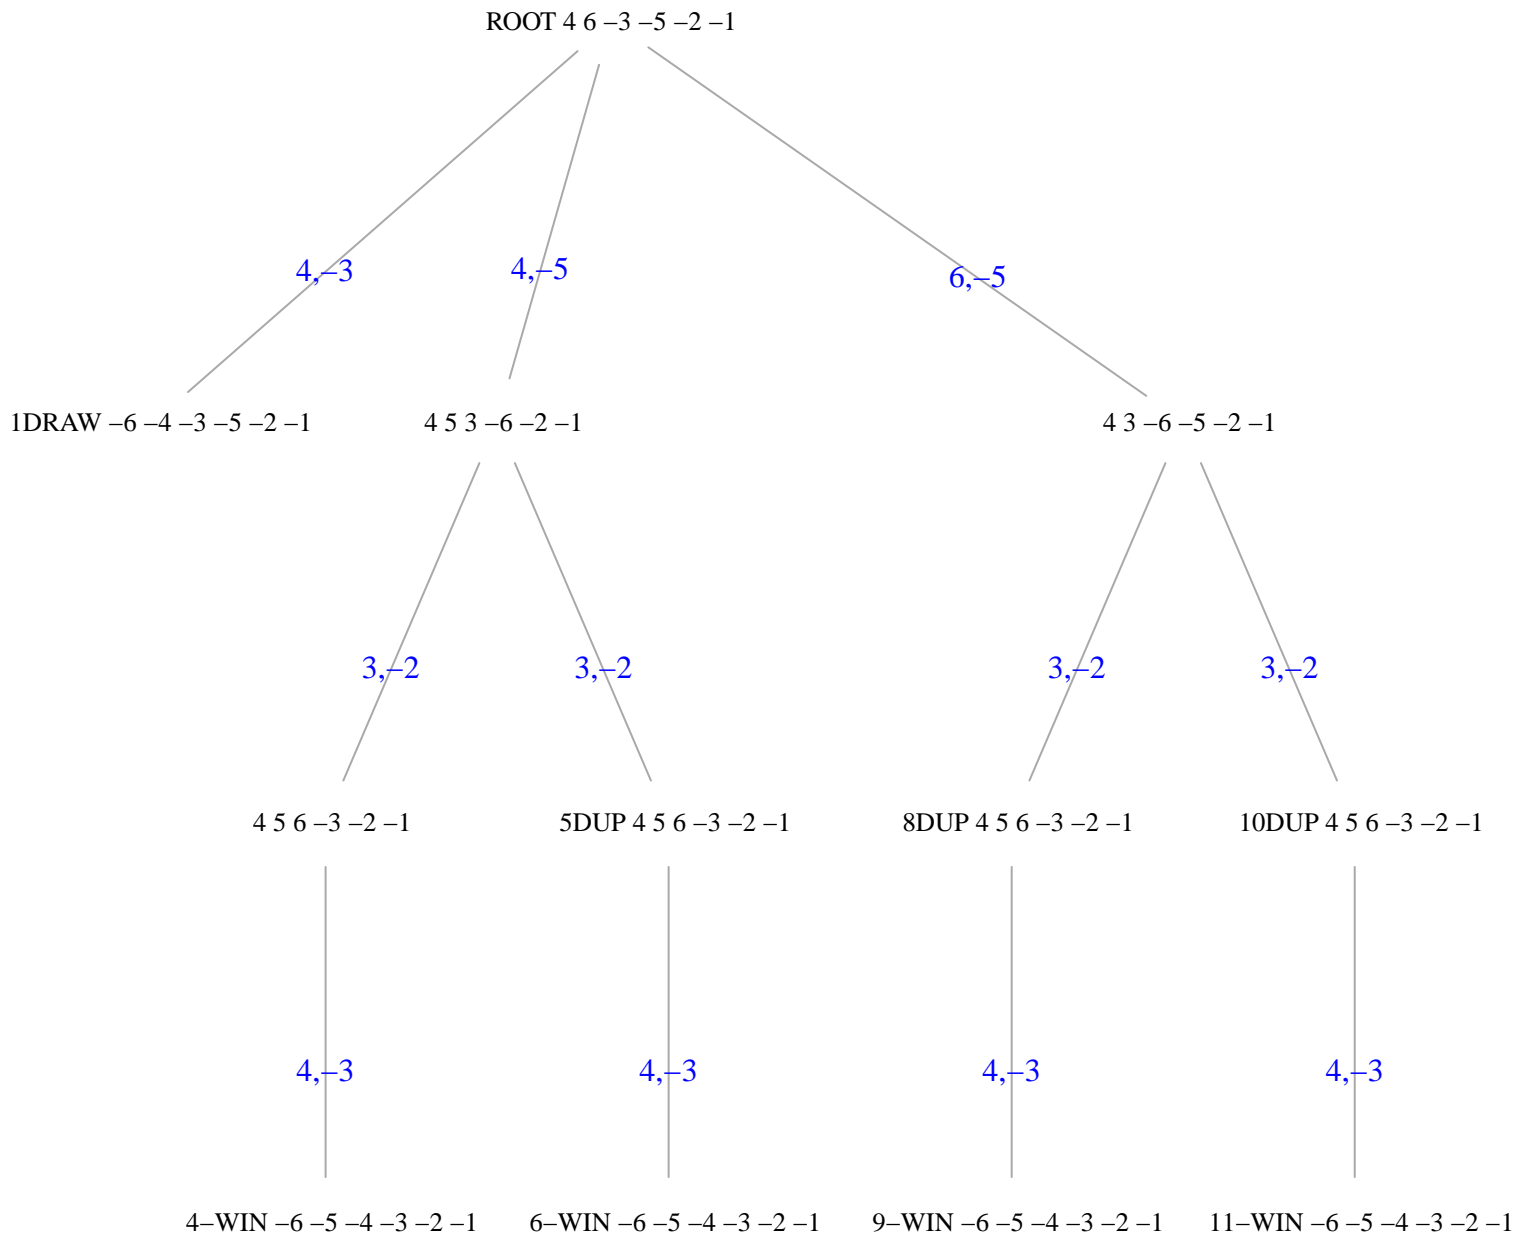 ROOT 4 6 –3 –5 –2 –1
4,–3
4,–5
6,–5
1DRAW –6 –4 –3 –5 –2 –1
4 5 3 –6 –2 –1
4 3 –6 –5 –2 –1
3,–2
3,–2
3,–2
3,–2
4 5 6 –3 –2 –1
5DUP 4 5 6 –3 –2 –1
8DUP 4 5 6 –3 –2 –1
10DUP 4 5 6 –3 –2 –1
4,–3
4,–3
4,–3
4,–3
4–WIN –6 –5 –4 –3 –2 –1
6–WIN –6 –5 –4 –3 –2 –1
9–WIN –6 –5 –4 –3 –2 –1
11–WIN –6 –5 –4 –3 –2 –1